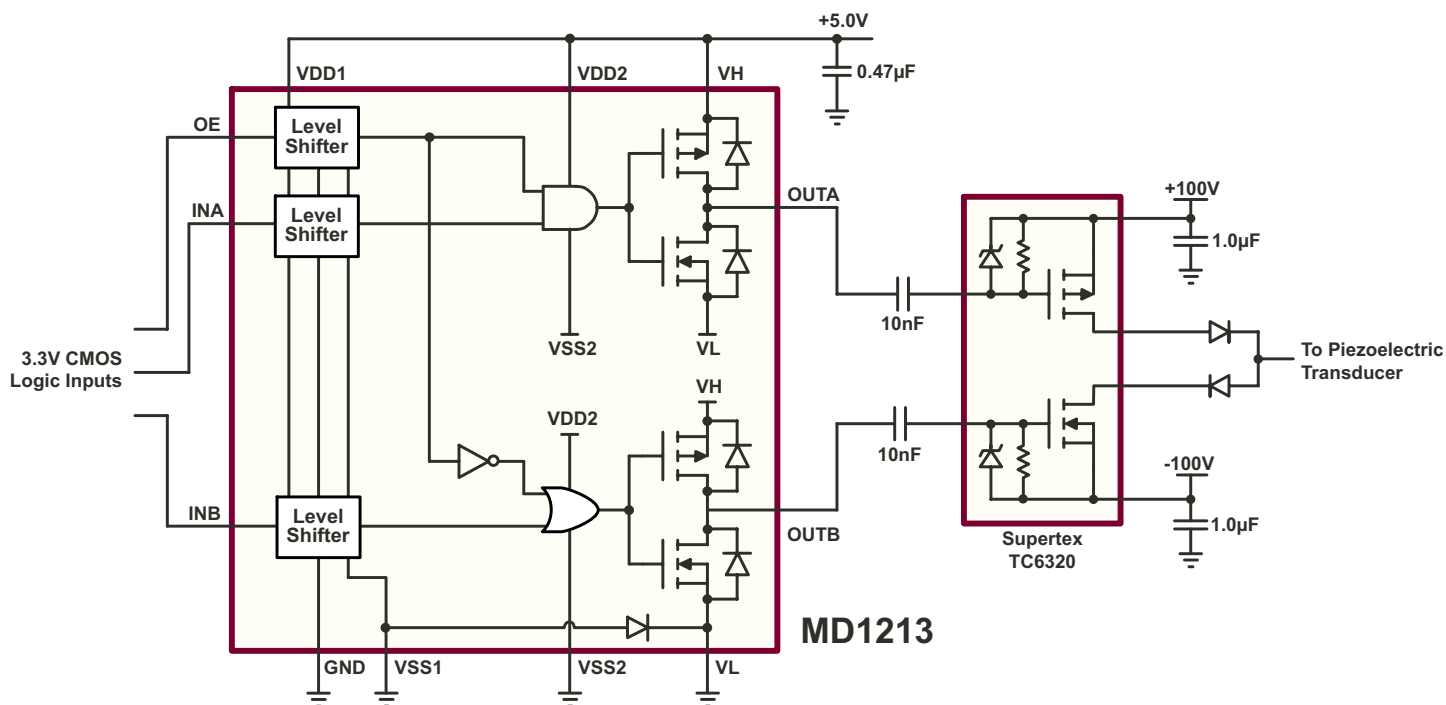 +5.0V
VDD1
VDD2
VH
0.47µF
OE
Level
Shifter
INA
Level
Shifter
OUTA
+100V
1.0µF
10nF
VSS2
VL
3.3V CMOS
Logic Inputs
To Piezoelectric
Transducer
VH
VDD2
10nF
-100V
INB
Level
Shifter
OUTB
1.0µF
Supertex
TC6320
MD1213
GND
VSS1
VSS2
VL